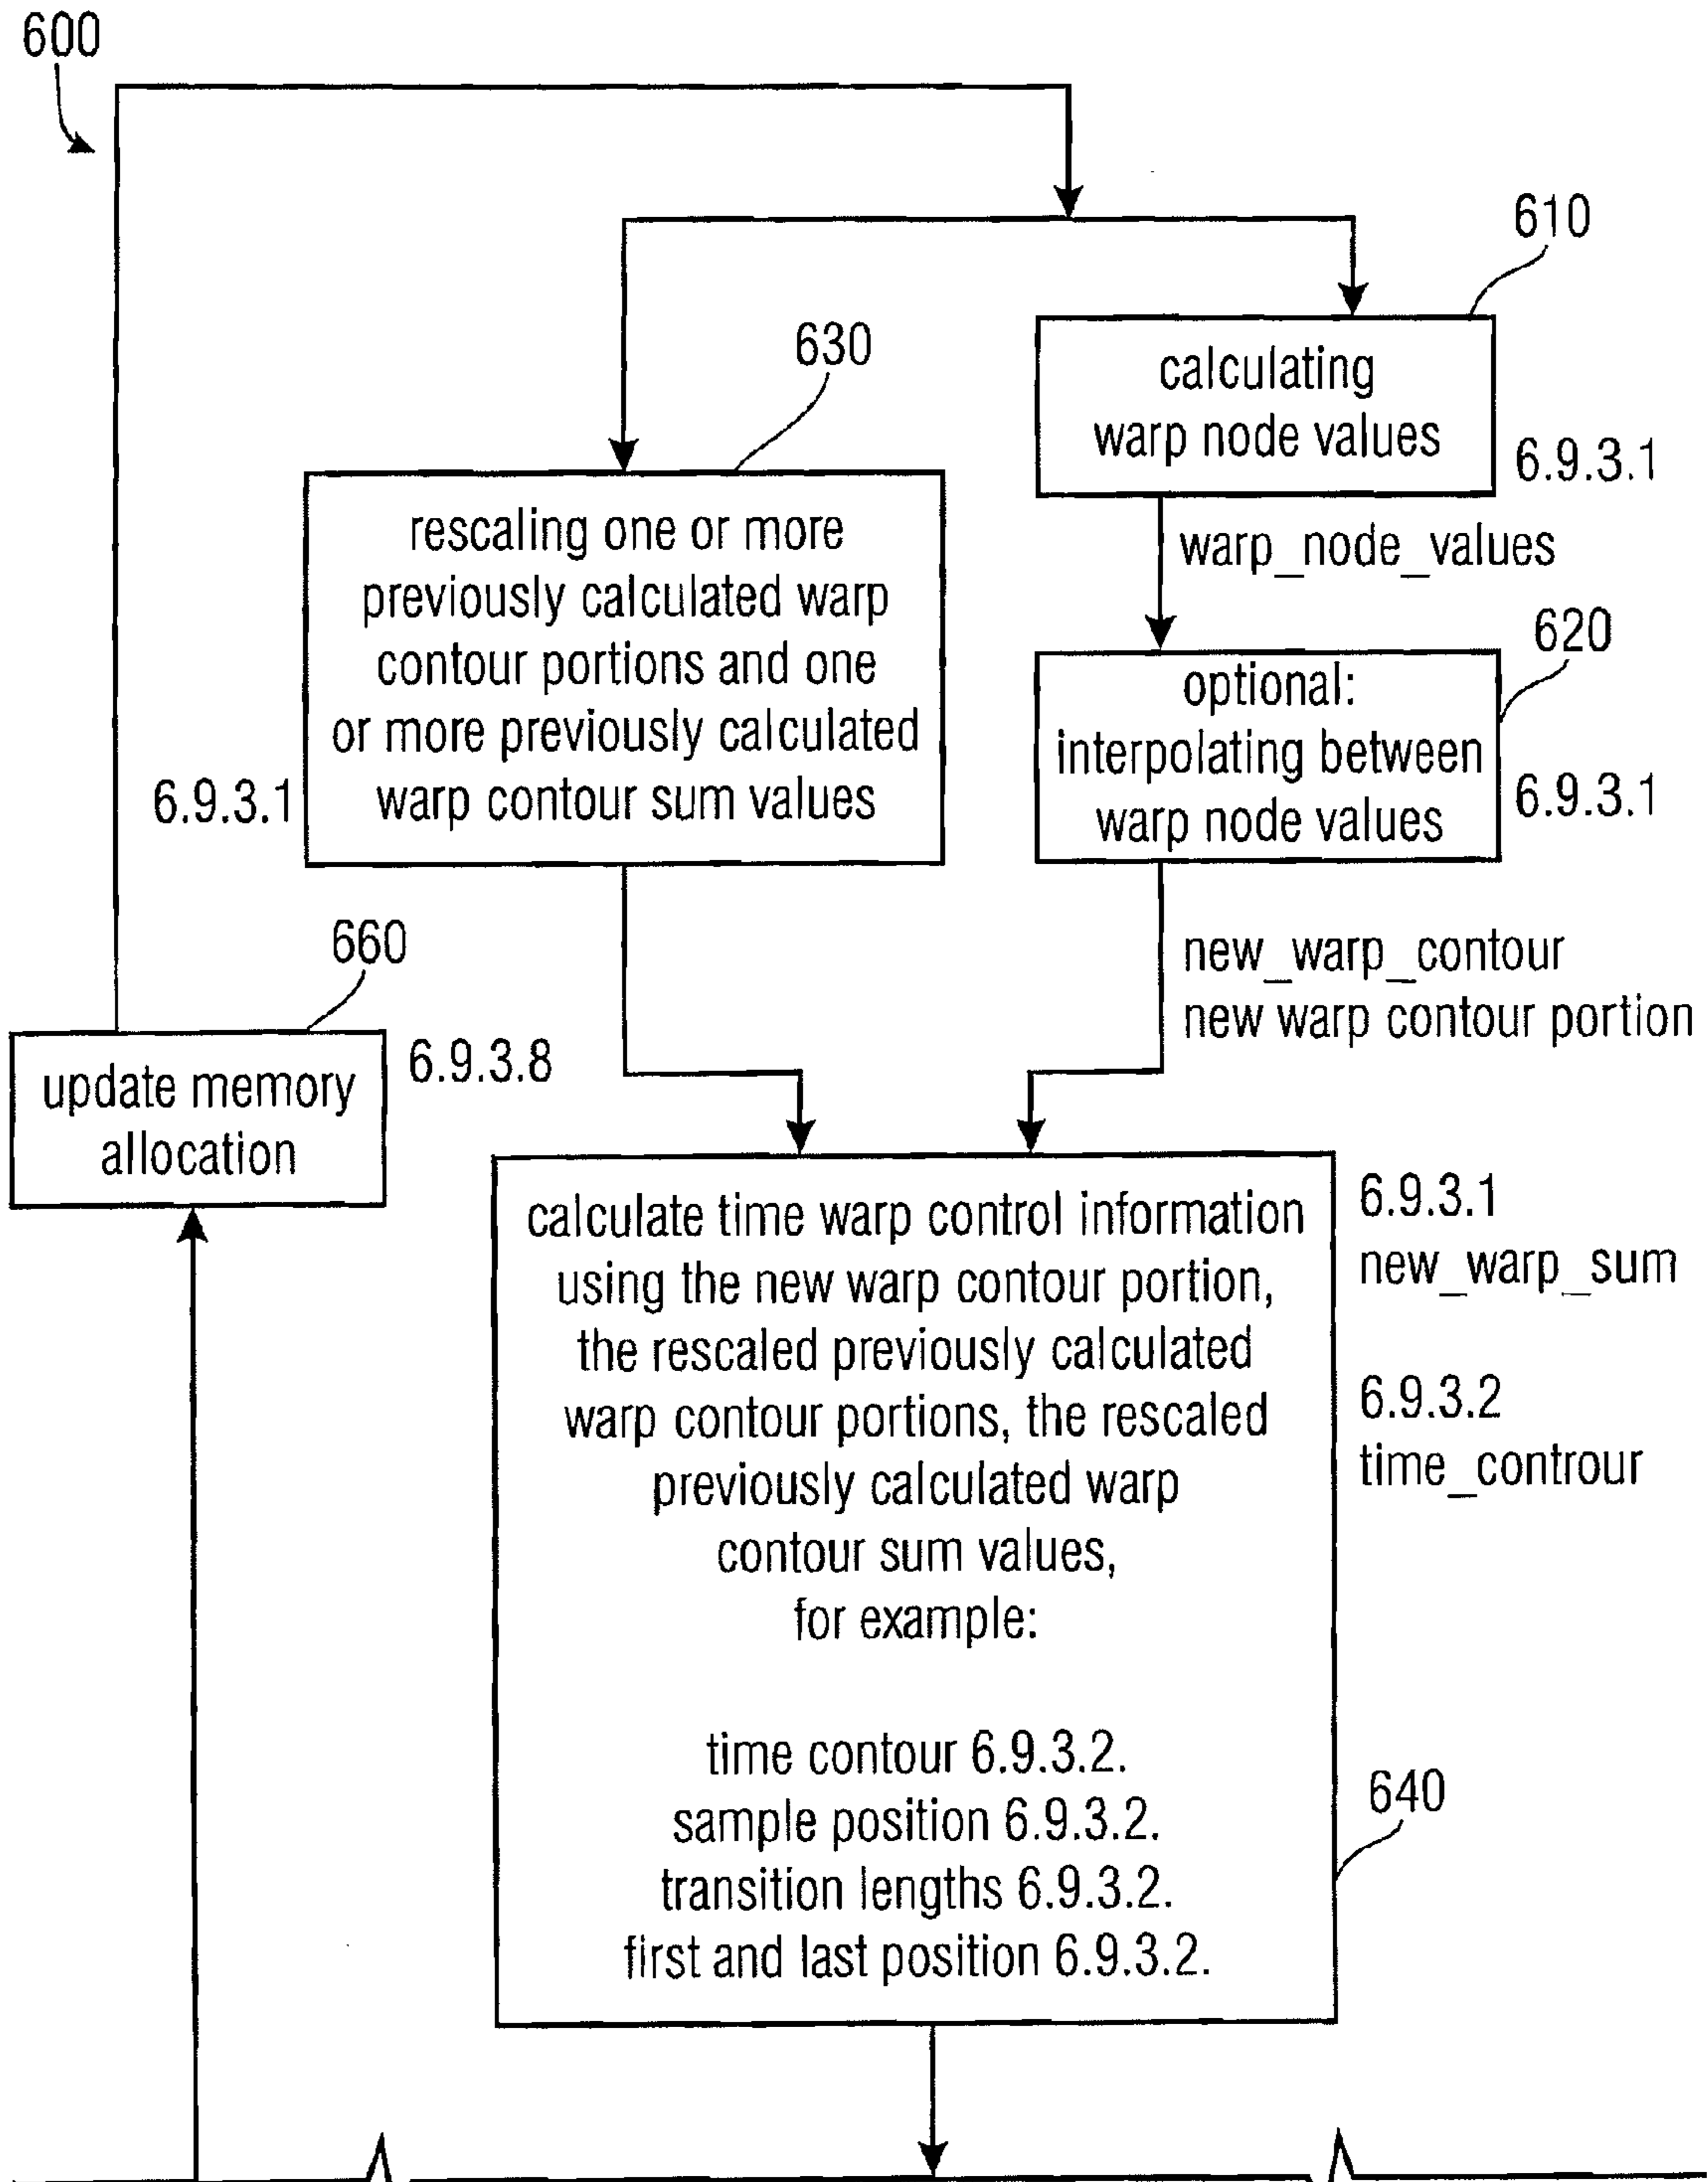 600
610
calculating
warp node values
6.9.3.1
630
rescaling one or more
previously calculated warp
contour portions and one
or more previously calculated
warp contour sum values
6.9.3.1
warp_node_values
620
optional:
interpolating between
warp node values
6.9.3.1
new_warp_contour
new warp contour portion
660
update memory
allocation
6.9.3.8
calculate time warp control information
using the new warp contour portion,
the rescaled previously calculated
warp contour portions, the rescaled
previously calculated warp
contour sum values,
for example:
time contour 6.9.3.2.
sample position 6.9.3.2.
transition lengths 6.9.3.2.
first and last position 6.9.3.2.
6.9.3.1
new_warp_sum
6.9.3.2
time_controur
640